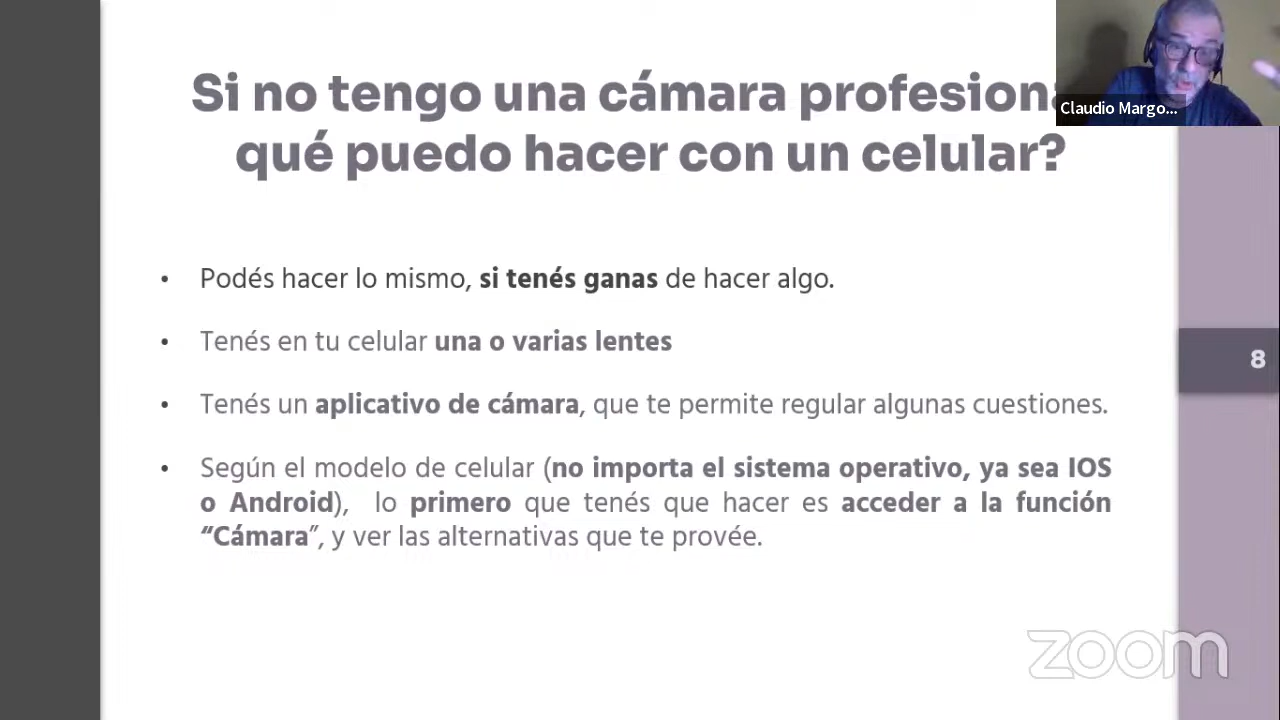 Si no tengo una cámara profesiona
qué puedo hacer con un celular?
Claudio Margo...
• Podés hacer lo mismo, si tenés ganas de hacer algo.
• Tenés en tu celular una o varias lentes
• Tenés un aplicativo de cámara, que te permite regular algunas cuestiones.
• Según el modelo de celular (no importa el sistema operativo, ya sea IOS
o Android), lo primero que tenés que hacer es acceder a la función
“Cámara”, y ver las alternativas que te provée.
8
zoom